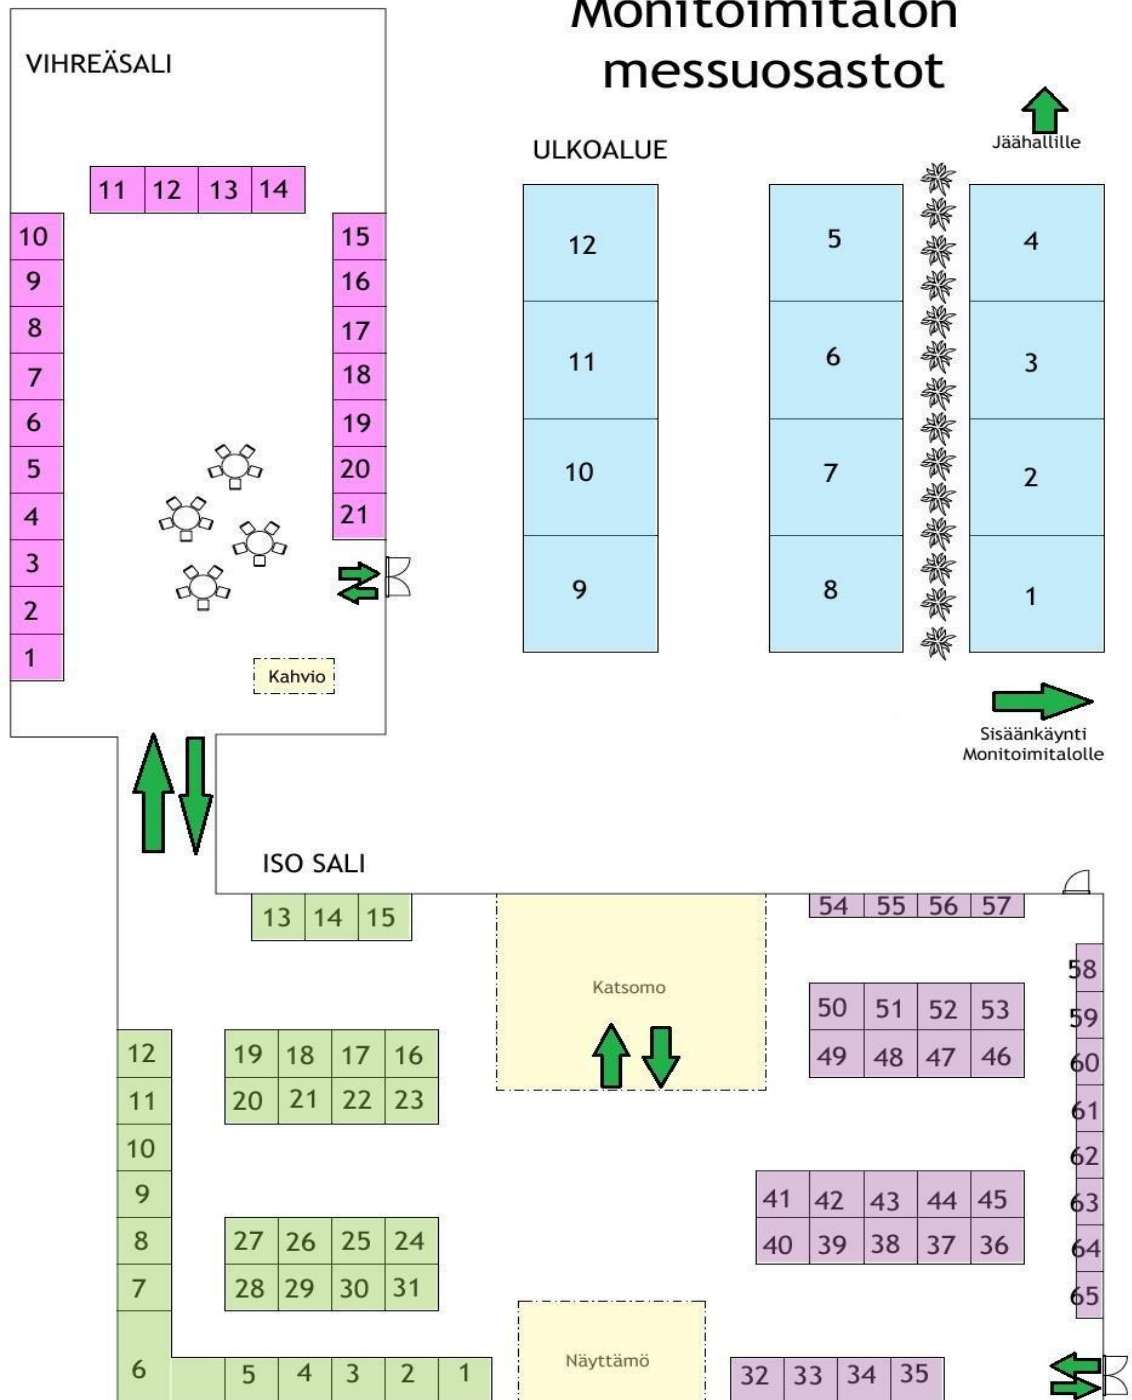 Monitoimitalon
messuosastot
VIHREÄSALI
11 12 13 14
10
9
8
7
6
5
4
3
2
1
15
16
17
18
19
20
21
Kahvio
ULKOALUE
Jäähallille
12 5 4
11 6 3
10 7 2
9 8 1
Sisäänkäynti
Monitoimitalolle
ISO SALI
13 14 15
12
11
10
9
8
7
6
19 18 17 16
20 21 22 23
27 26 25 24
28 29 30 31
5 4 3 2 1
Katsomo
Näyttämö
54 55 56 57
50 51 52 53
49 48 47 46
41 42 43 44 45
40 39 38 37 36
32 33 34 35
58
59
60
61
62
63
64
65